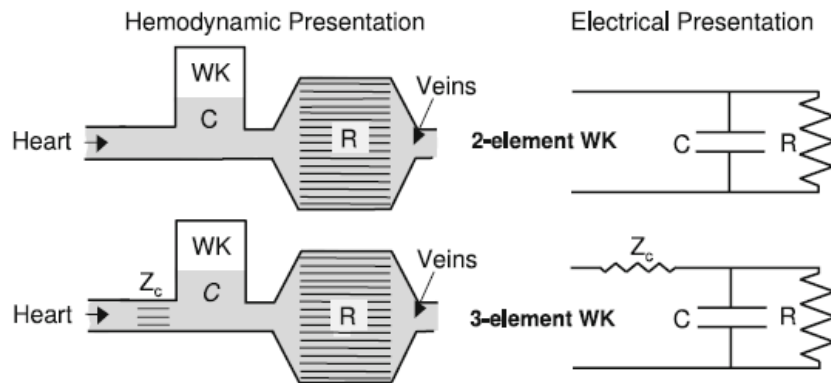 Hemodynamic Presentation
Electrical Presentation
WK
C
Heart
R
Veins
2-element WK
C
R
WK
Z_c
C
Heart
R
Veins
3-element WK
Z_c
C
R